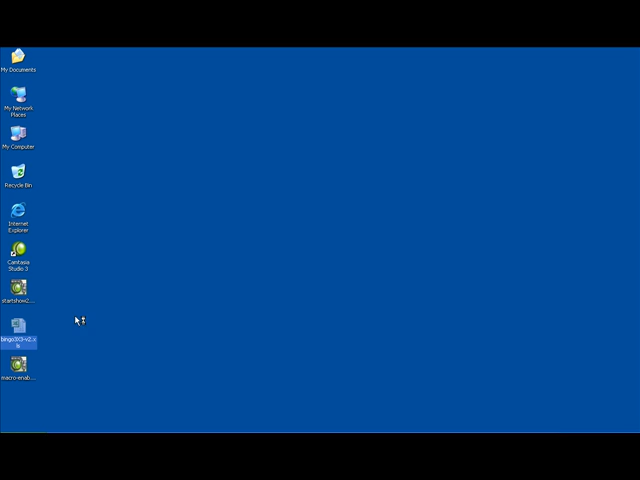 My Documents
My Network
Places
My Computer
Recycle Bin
Internet
Explorer
Camtasia
Studio 3
startshow2....
bingo3X3-v2.x
ls
macro-enab...